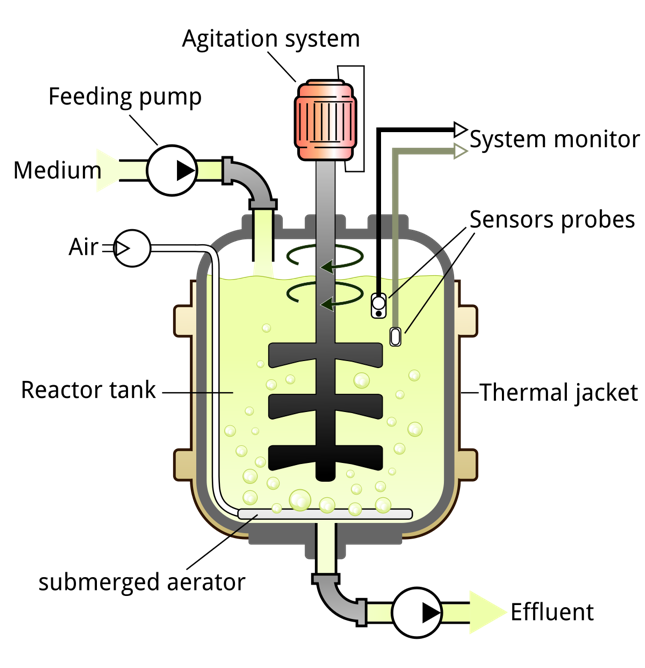 Agitation system
Feeding pump
Medium
System monitor
Sensors probes
Air
Reactor tank
Thermal jacket
submerged aerator
Effluent